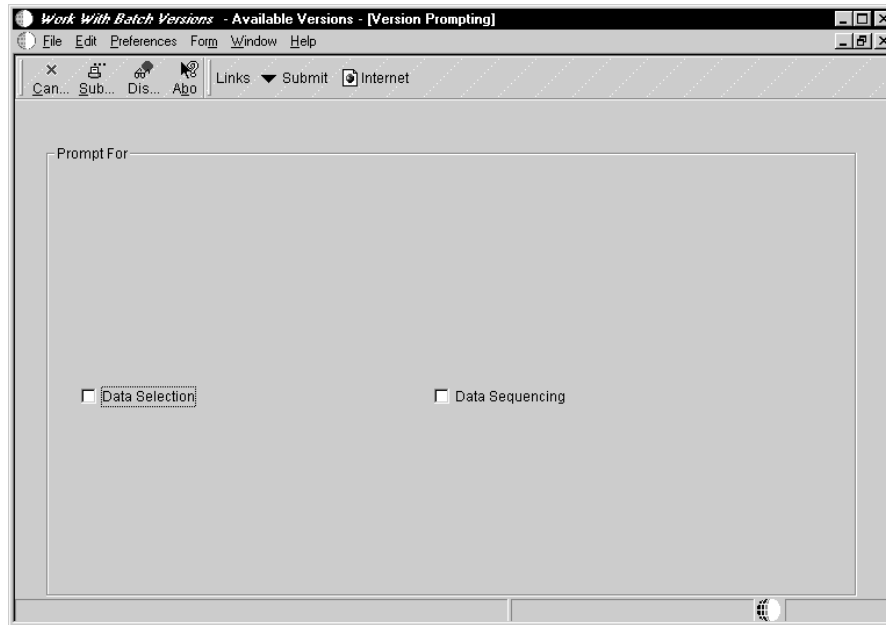 Work With Batch Versions - Available Versions - [Version Prompting]
File Edit Preferences Form Window Help
Can... Sub... Dis... Abo Links Submit Internet
Prompt For
Data Selection Data Sequencing